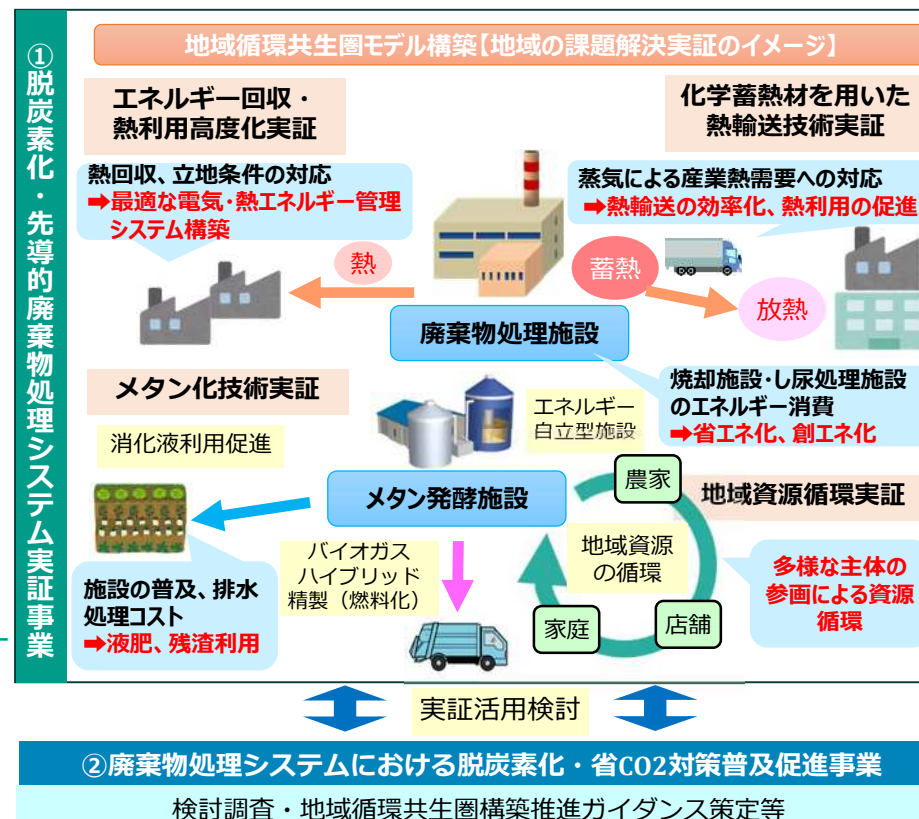 ①脱炭素化・先導的廃棄物処理システム実証事業
地域循環共生圏モデル構築【地域の課題解決実証のイメージ】
エネルギー回収・
熱利用高度化実証
熱回収、立地条件の対応
➡最適な電気・熱エネルギー管理
システム構築
熱
化学蓄熱材を用いた
熱輸送技術実証
蒸気による産業熱需要への対応
➡熱輸送の効率化、熱利用の促進
蓄熱
放熱
廃棄物処理施設
焼却施設・し尿処理施設
のエネルギー消費
➡省エネ化、創エネ化
メタン化技術実証
消化液利用促進
エネルギー
自立型施設
メタン発酵施設
施設の普及、排水
処理コスト
➡液肥、残渣利用
バイオガス
ハイブリッド
精製（燃料化）
農家
地域資源循環実証
地域資源
の循環
多様な主体の
参画による資源
循環
家庭
店舗
実証活用検討
②廃棄物処理システムにおける脱炭素化・省CO2対策普及促進事業
検討調査・地域循環共生圏構築推進ガイダンス策定等